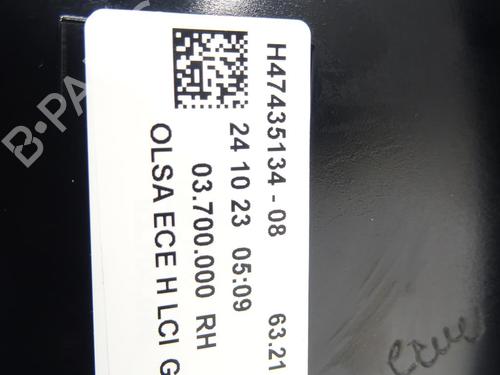 H47435134 - 08 63.21
24 10 23 05:09
03.700.000 RH
OLSA ECE H LCI G
B-PA